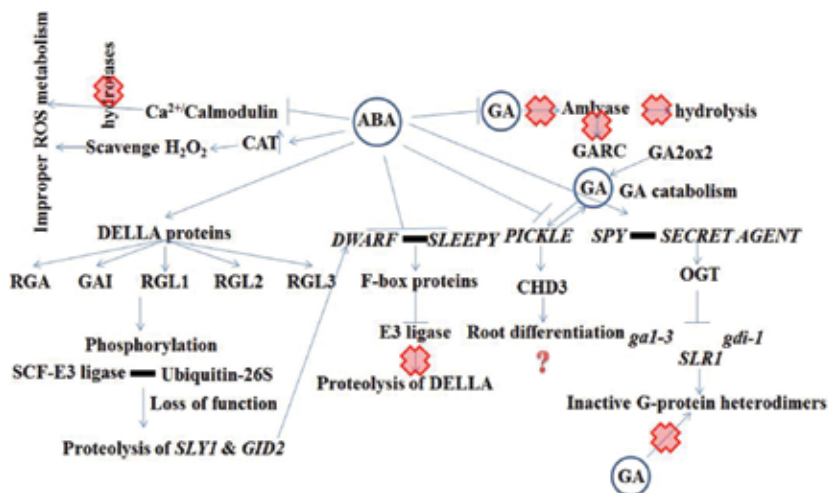 Improper ROS metabolism
hydrolases
Ca²⁺/Calmodulin
ABA
GA
Amlyase
hydrolysis
Scavenge H₂O₂
CAT
GARC
GA2ox2
GA
GA catabolism
DELLA proteins
DWARF
SLEEPY
PICKLE
SPY
SECRET AGENT
RGA
GAI
RGL1
RGL2
RGL3
F-box proteins
CHD3
OGT
Phosphorylation
E3 ligase
Root differentiation
ga1-3
gdi-1
SCF-E3 ligase
Ubiquitin-26S
Proteolysis of DELLA
?
SLR1
Loss of function
Inactive G-protein heterodimers
Proteolysis of SLY1 & GID2
GA